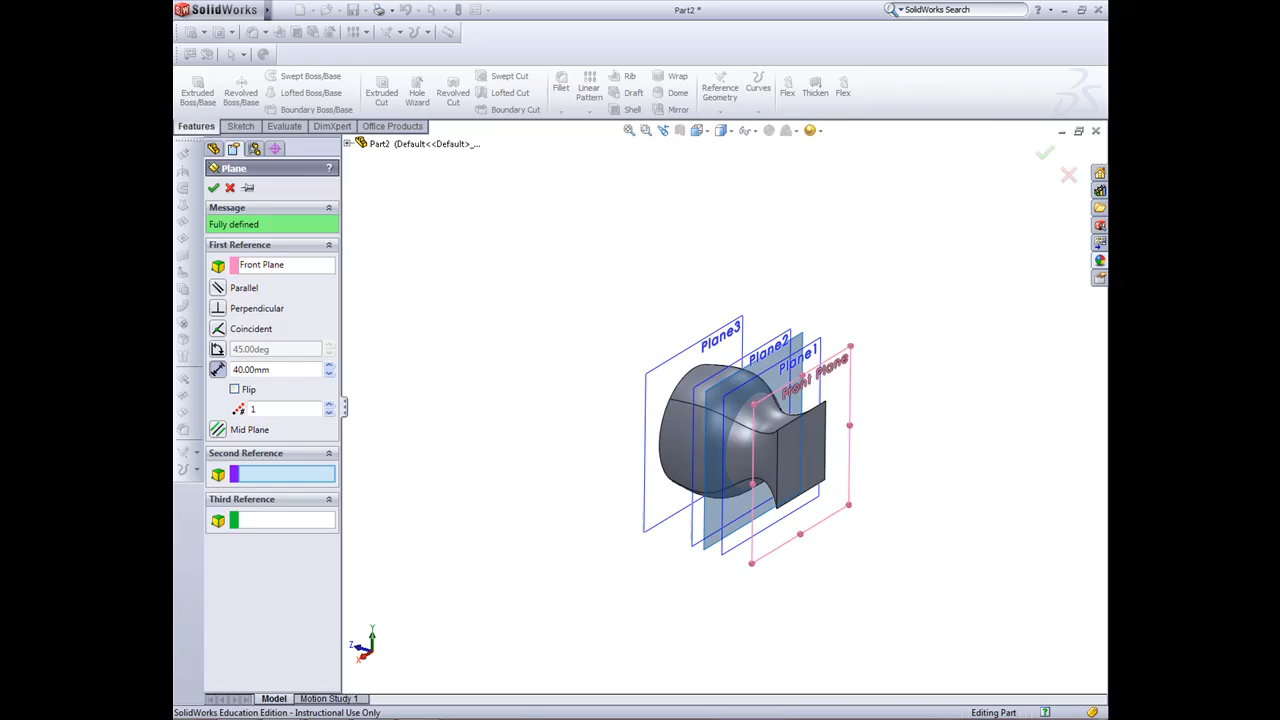 SolidWorks
Part2 *
SolidWorks Search
Extruded Boss/Base
Revolved Boss/Base
Swept Boss/Base
Lofted Boss/Base
Boundary Boss/Base
Extruded Cut
Hole Wizard
Revolved Cut
Swept Cut
Lofted Cut
Boundary Cut
Fillet
Linear Pattern
Rib
Draft
Shell
Wrap
Dome
Mirror
Reference Geometry
Curves
Flex
Thicken
Flex
Features
Sketch
Evaluate
DimXpert
Office Products
Part2 (Default<<Default>_...
Plane
?
Message
Fully defined
First Reference
Front Plane
Parallel
Perpendicular
Coincident
45.00deg
40.00mm
Flip
1
Mid Plane
Second Reference
Third Reference
Plane3
Plane2
Plane1
Front Plane
Y
Z
X
Model
Motion Study 1
SolidWorks Education Edition - Instructional Use Only
Editing Part